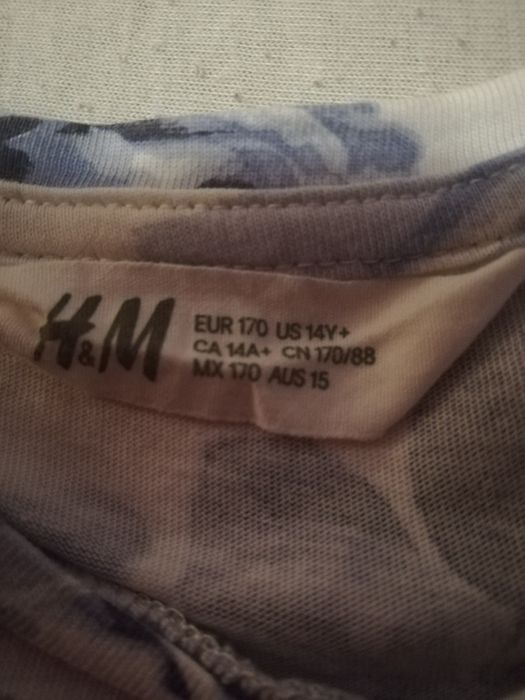 H&M
EUR 170 US 14Y+
CA 14A+ CN 170/88
MX 170 AUS 15